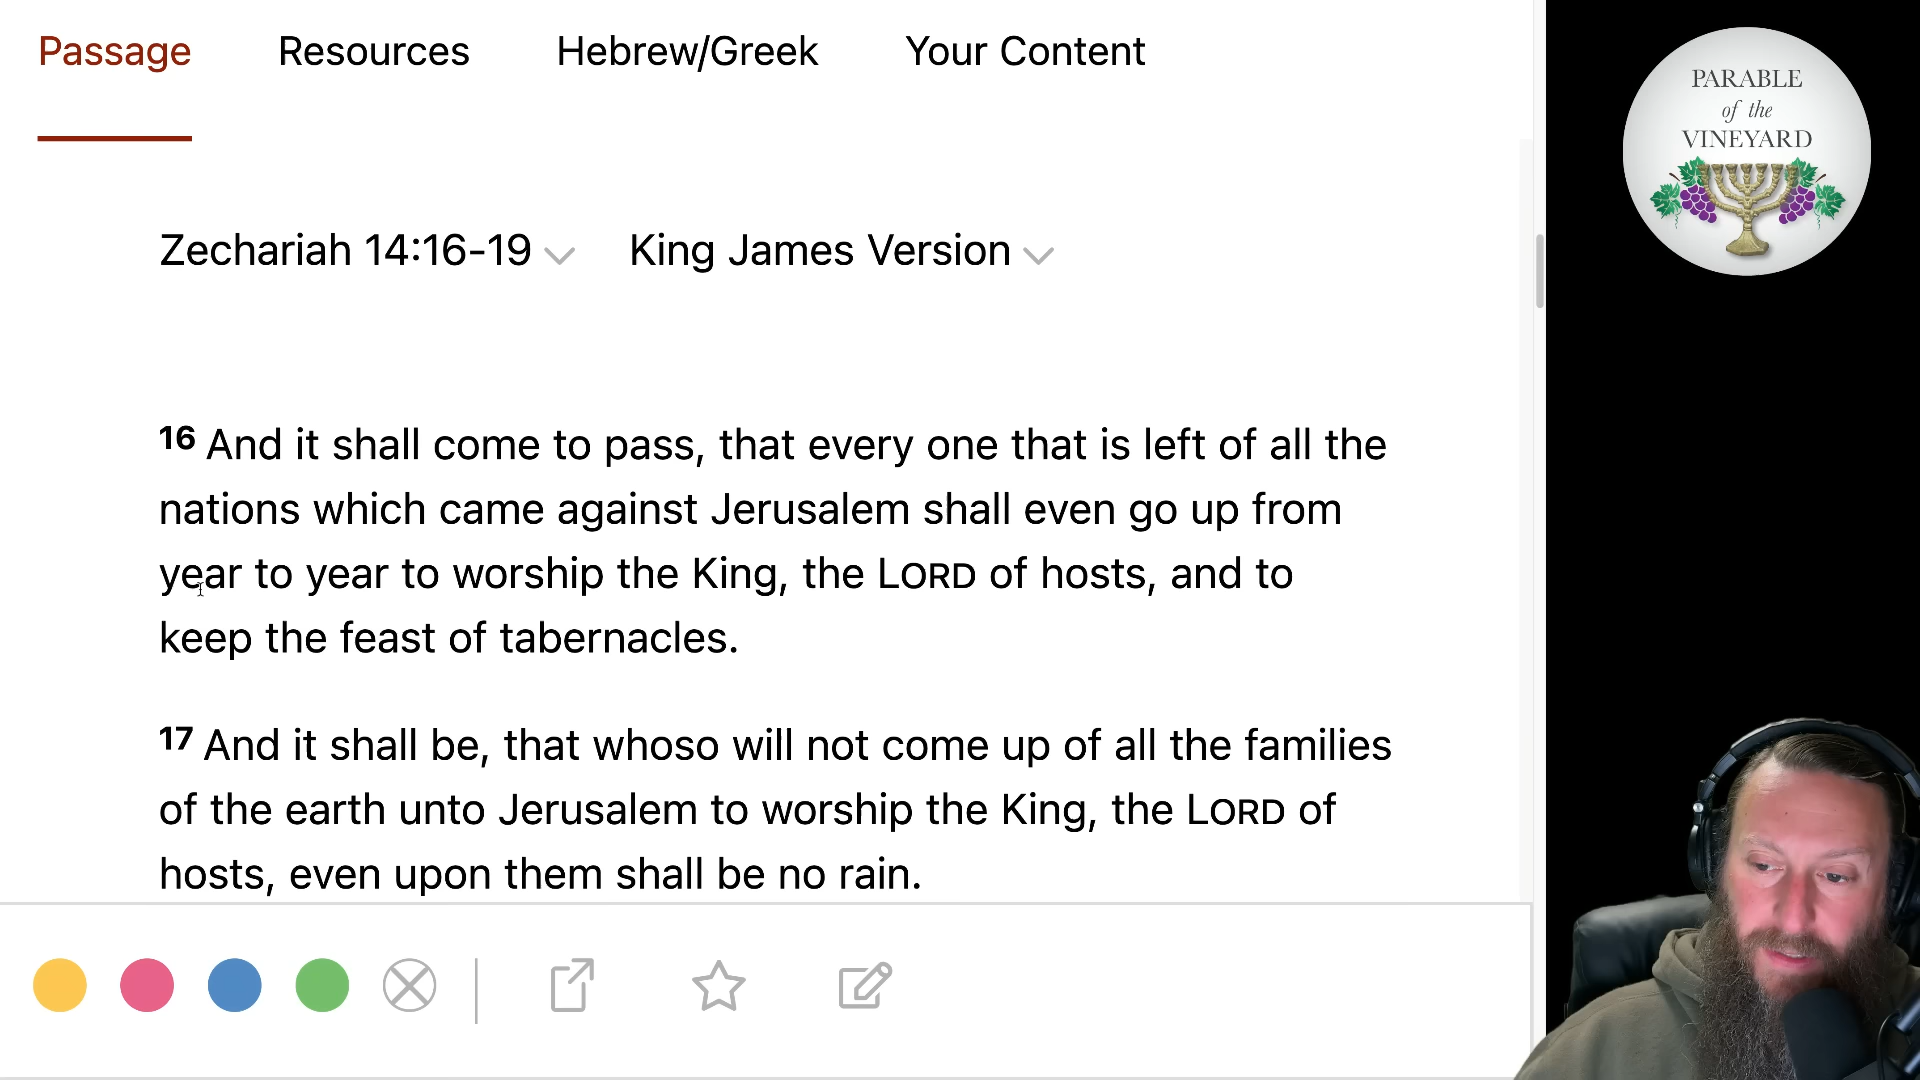 Passage Resources Hebrew/Greek Your Content
PARABLE
of the
VINEYARD
Zechariah 14:16-19 King James Version
16 And it shall come to pass, that every one that is left of all the
nations which came against Jerusalem shall even go up from
year to year to worship the King, the LORD of hosts, and to
keep the feast of tabernacles.
17 And it shall be, that whoso will not come up of all the families
of the earth unto Jerusalem to worship the King, the LORD of
hosts, even upon them shall be no rain.